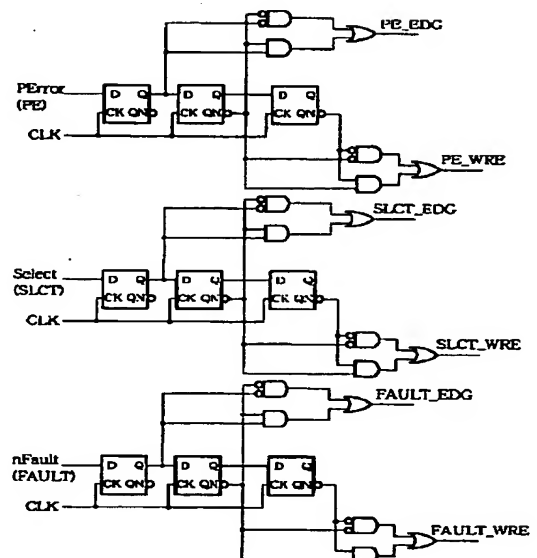 PE_EDG
PError
(PE)
D Q
CK QN
D Q
CK QN
D Q
CK QN
CLK
PE_WRE
SLCT_EDG
Select
(SLCT)
D Q
CK QN
D Q
CK QN
D Q
CK QN
CLK
SLCT_WRE
FAULT_EDG
nFault
(FAULT)
D Q
CK QN
D Q
CK QN
D Q
CK QN
CLK
FAULT_WRE